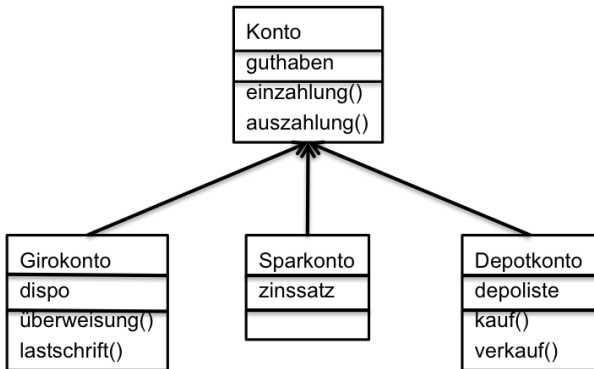 Konto
guthaben
einzahlung()
auszahlung()
Girokonto
dispo
überweisung()
lastschrift()
Sparkonto
zinssatz
Depotkonto
depoliste
kauf()
verkauf()